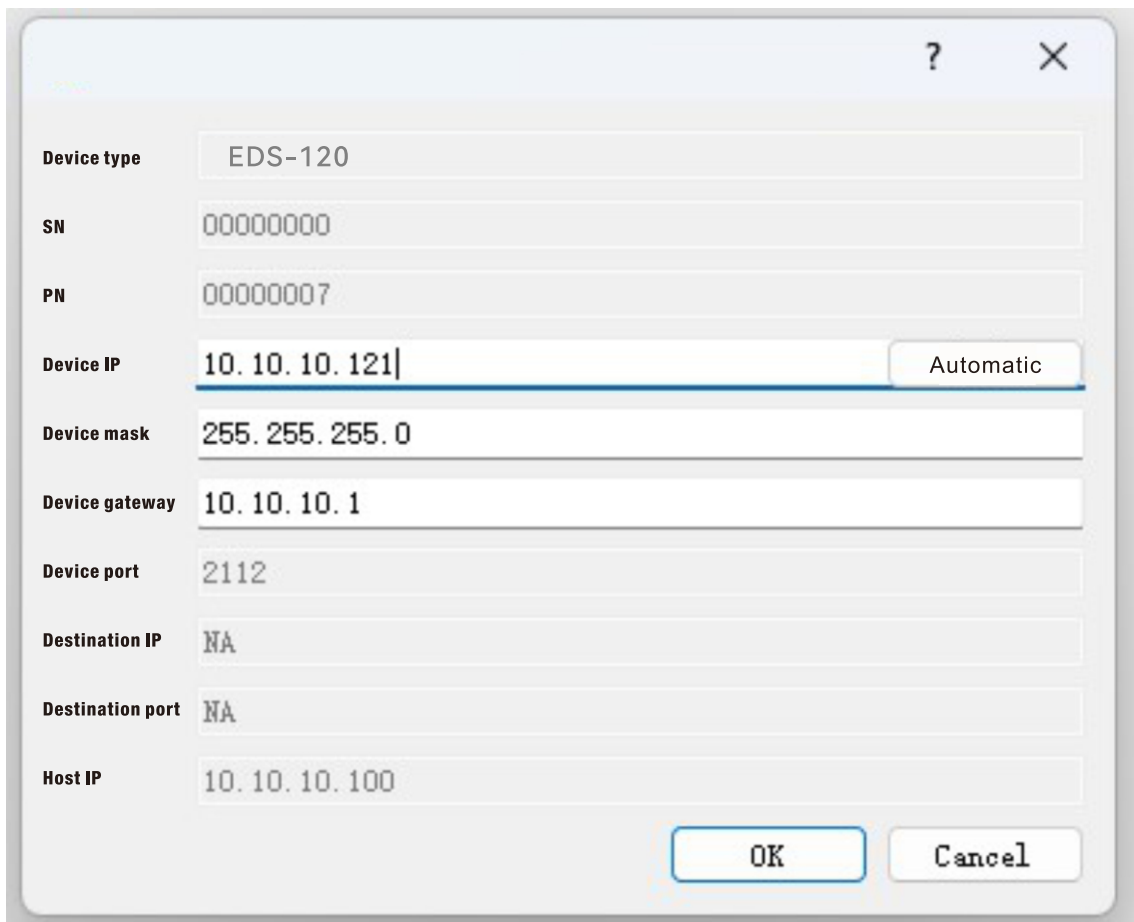 ?
Device type EDS-120
SN 00000000
PN 00000007
Device IP 10.10.10.121 Automatic
Device mask 255.255.255.0
Device gateway 10.10.10.1
Device port 2112
Destination IP NA
Destination port NA
Host IP 10.10.10.100
OK Cancel